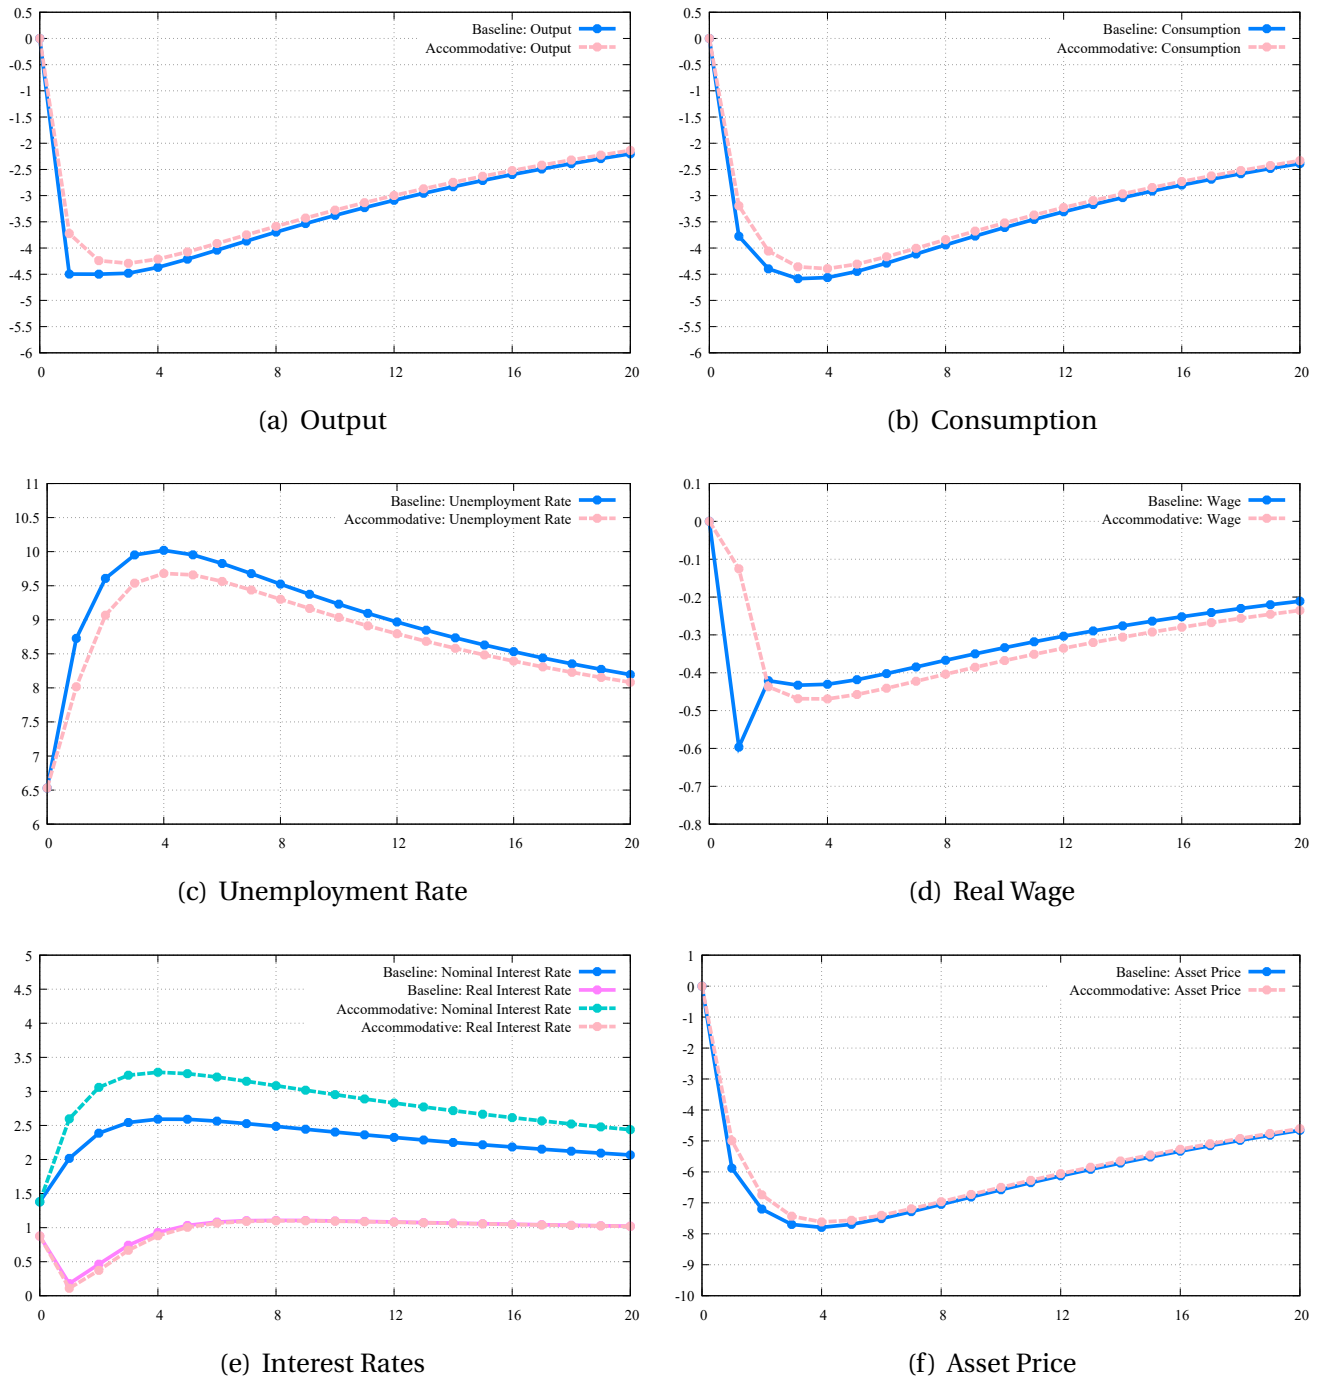 0.5
0
-0.5
-1
-1.5
-2
-2.5
-3
-3.5
-4
-4.5
-5
-5.5
-6
0 4 8 12 16 20
Baseline: Output
Accommodative: Output
(a) Output
0.5
0
-0.5
-1
-1.5
-2
-2.5
-3
-3.5
-4
-4.5
-5
-5.5
-6
0 4 8 12 16 20
Baseline: Consumption
Accommodative: Consumption
(b) Consumption
11
10.5
10
9.5
9
8.5
8
7.5
7
6.5
6
0 4 8 12 16 20
Baseline: Unemployment Rate
Accommodative: Unemployment Rate
(c) Unemployment Rate
0.1
0
-0.1
-0.2
-0.3
-0.4
-0.5
-0.6
-0.7
-0.8
0 4 8 12 16 20
Baseline: Wage
Accommodative: Wage
(d) Real Wage
5
4.5
4
3.5
3
2.5
2
1.5
1
0.5
0
0 4 8 12 16 20
Baseline: Nominal Interest Rate
Baseline: Real Interest Rate
Accommodative: Nominal Interest Rate
Accommodative: Real Interest Rate
(e) Interest Rates
1
0
-1
-2
-3
-4
-5
-6
-7
-8
-9
-10
0 4 8 12 16 20
Baseline: Asset Price
Accommodative: Asset Price
(f) Asset Price